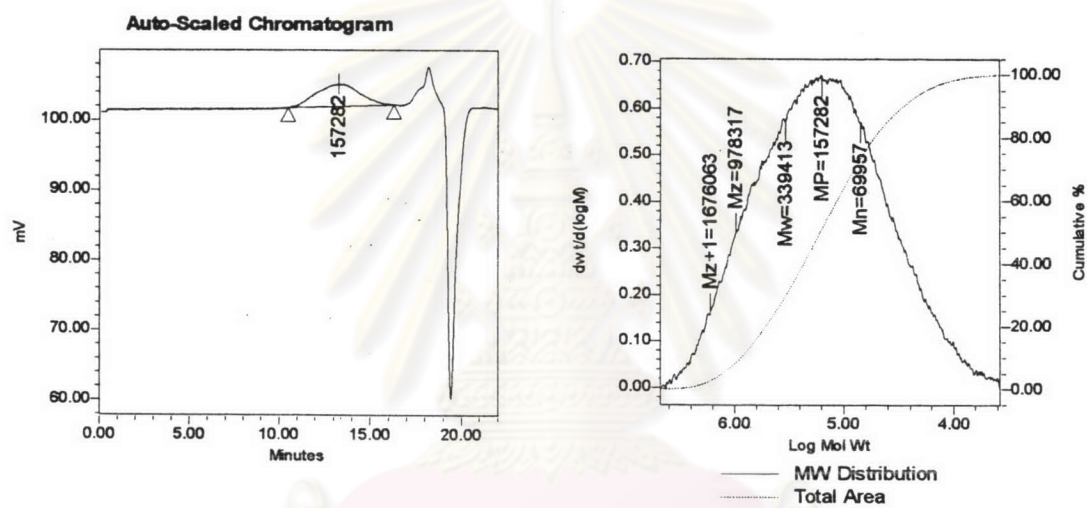 Auto-Scaled Chromatogram
100.00
90.00
80.00
70.00
60.00
mV
157282
0.00
5.00
10.00
15.00
20.00
Minutes
0.70
0.60
0.50
0.40
0.30
0.20
0.10
0.00
dwt/d(logM)
Mz+1=1676063
Mz=978317
Mw=339413
MP=157282
Mn=69957
100.00
80.00
60.00
40.00
20.00
0.00
Cumulative %
6.00
5.00
4.00
Log Mol Wt
MW Distribution
Total Area